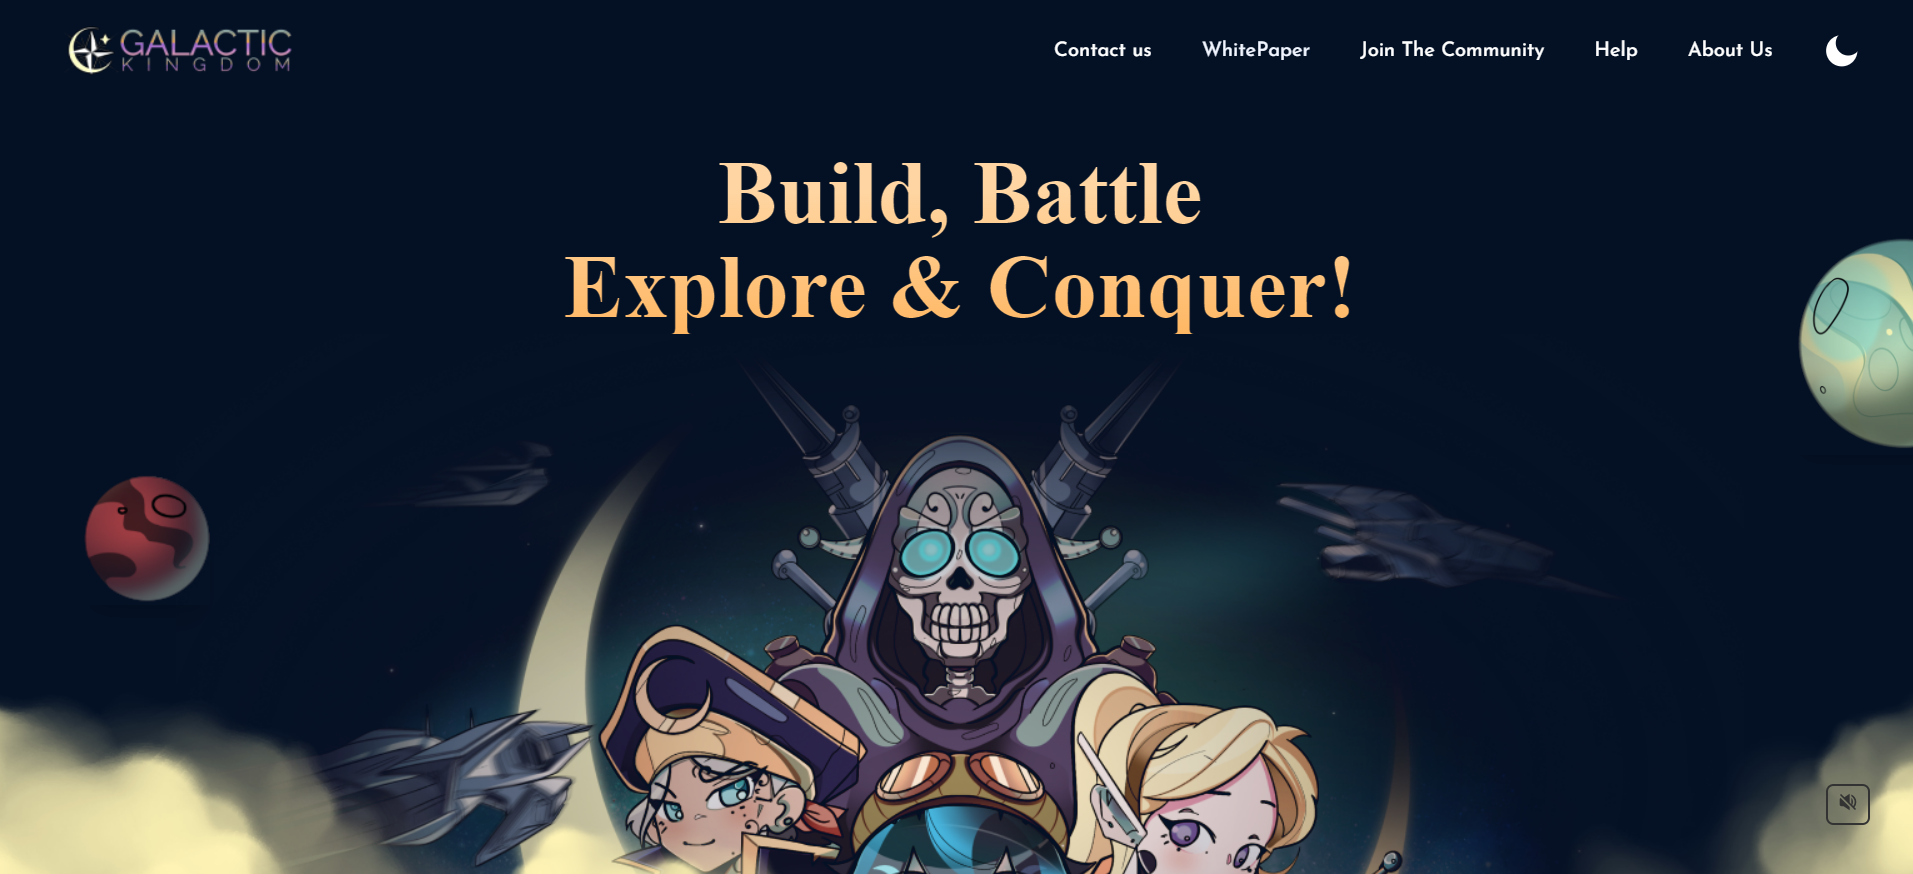 GALACTIC
KINGDOM
Contact us
WhitePaper
Join The Community
Help
About Us
Build, Battle
Explore & Conquer!